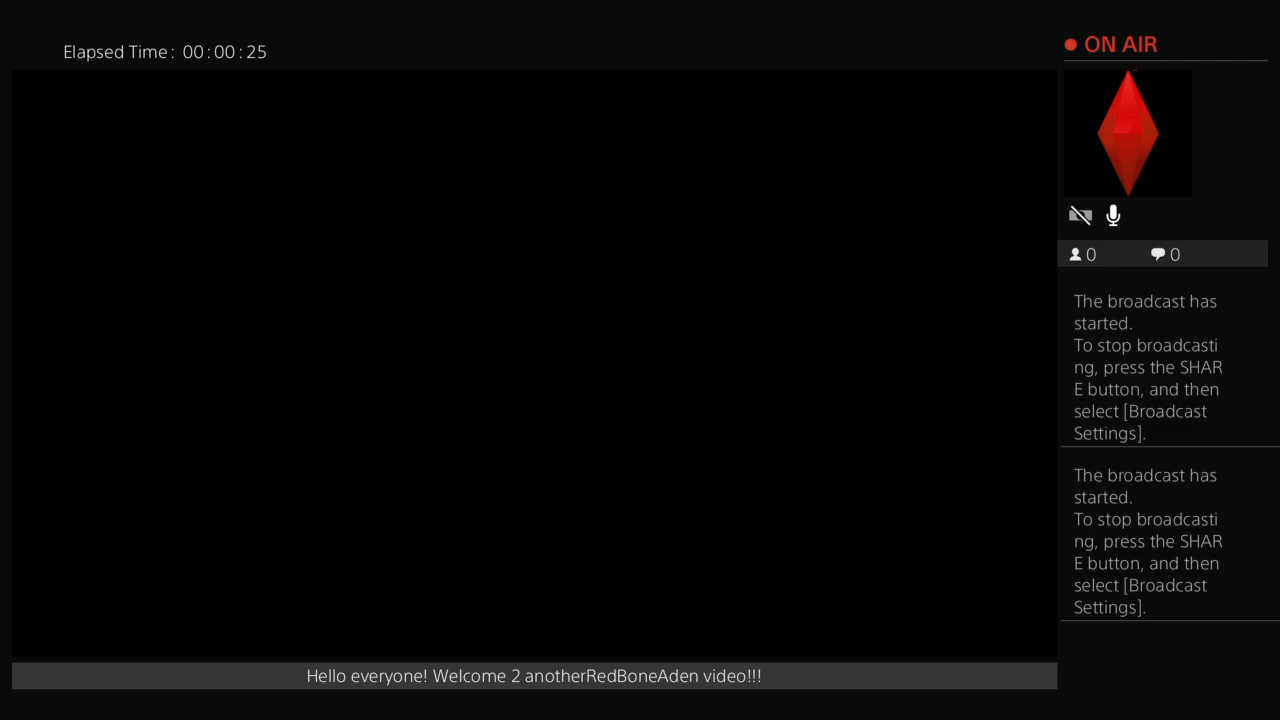 Elapsed Time: 00:00:25
ON AIR
0 0
The broadcast has
started.
To stop broadcasti
ng, press the SHAR
E button, and then
select [Broadcast
Settings].
The broadcast has
started.
To stop broadcasti
ng, press the SHAR
E button, and then
select [Broadcast
Settings].
Hello everyone! Welcome 2 anotherRedBoneAden video!!!